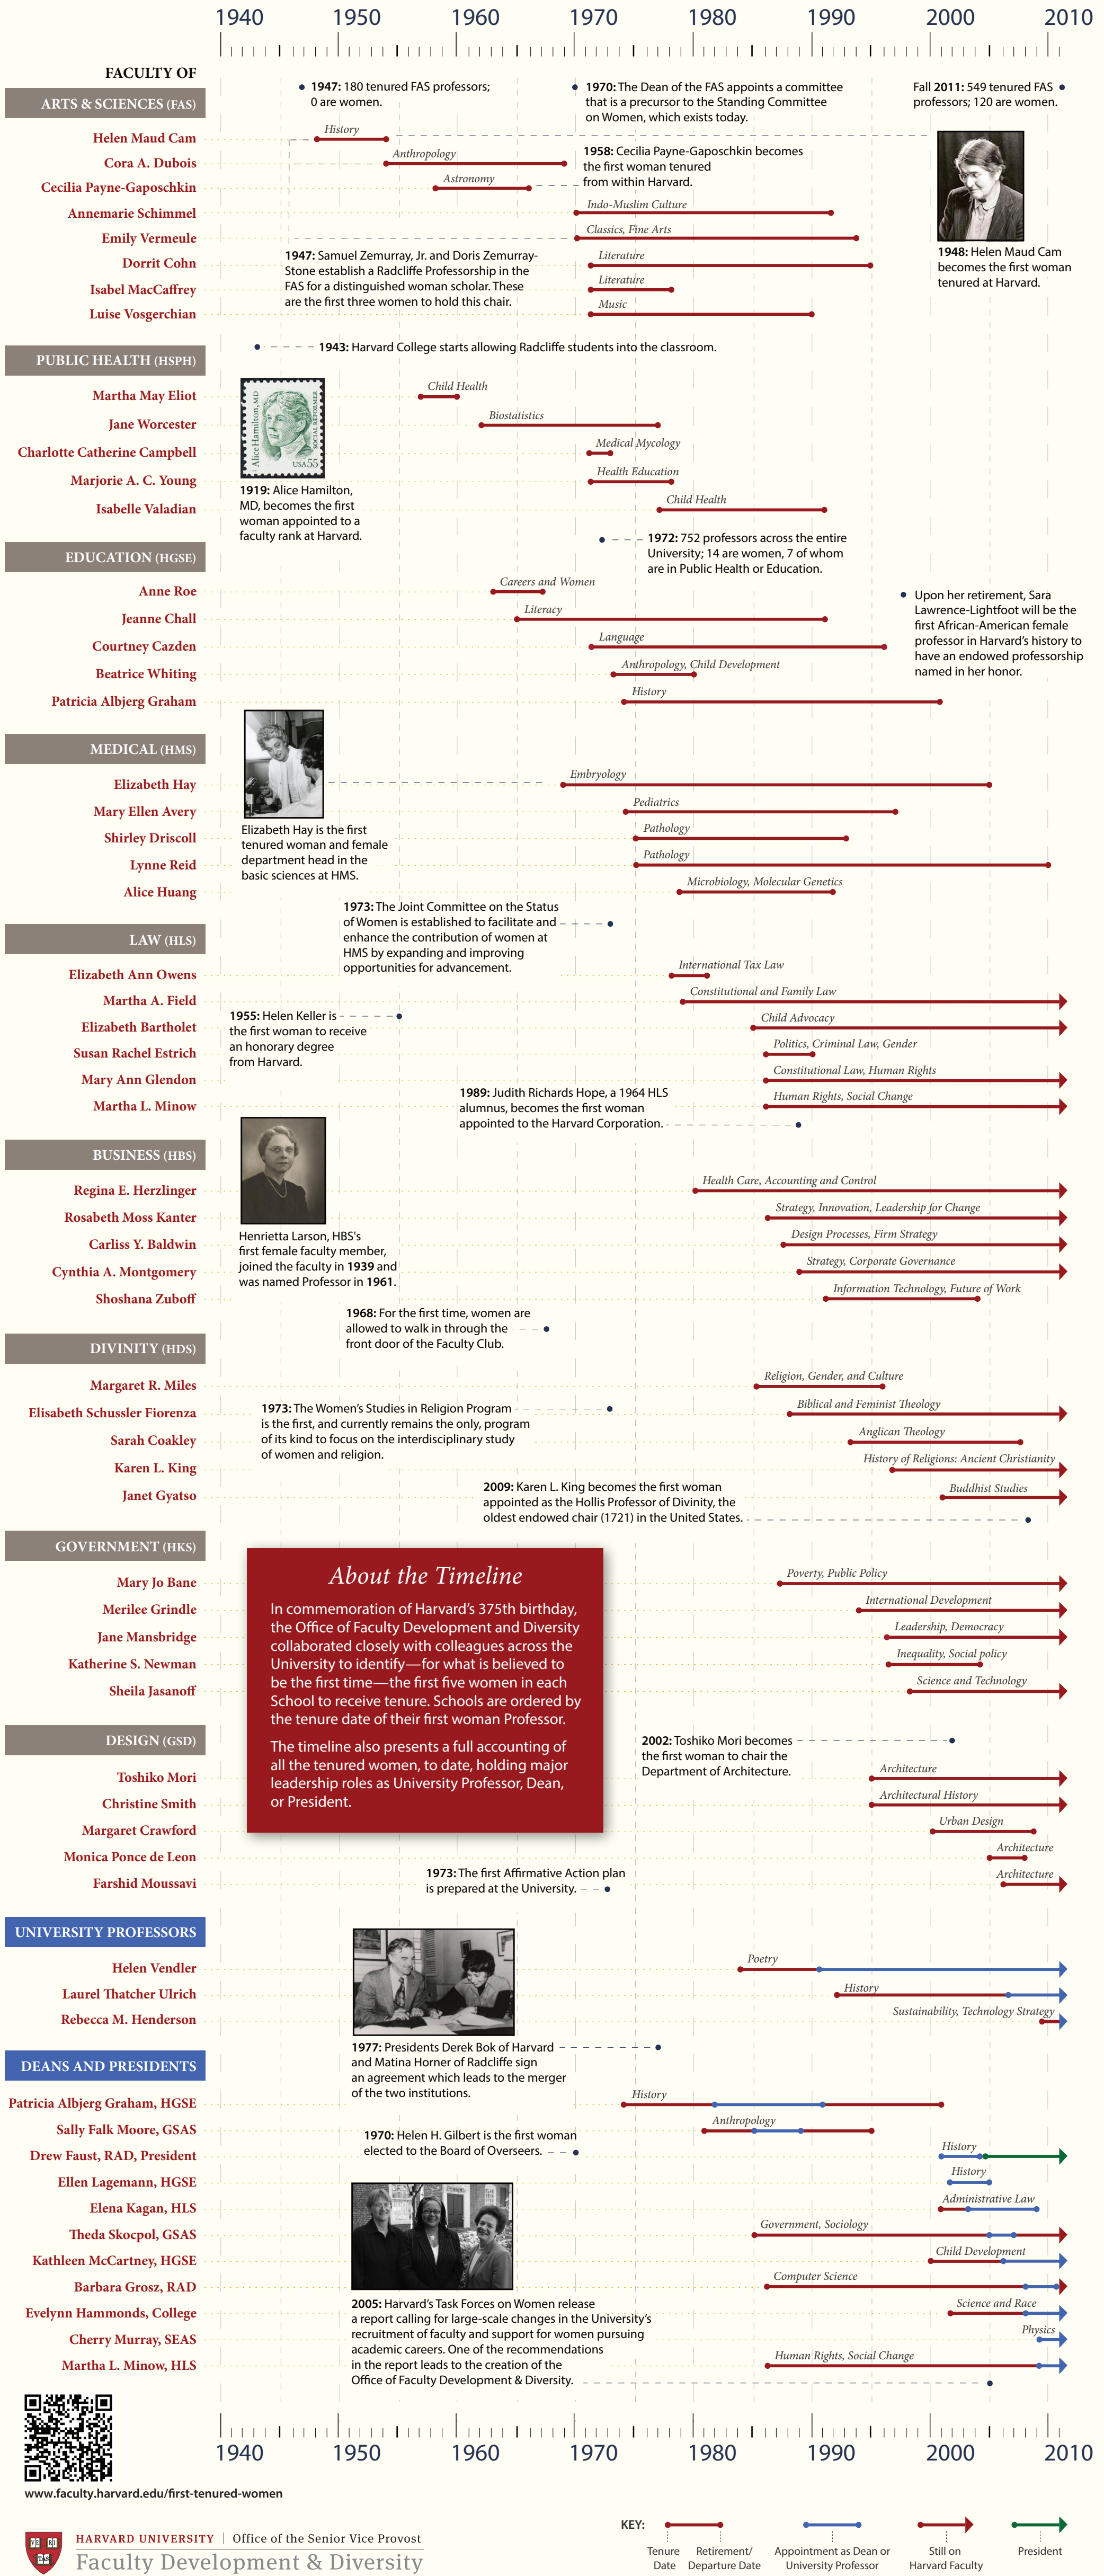 1940 1950 1960 1970 1980 1990 2000 2010
FACULTY OF
ARTS & SCIENCES (FAS)
1947: 180 tenured FAS professors;
0 are women.
1970: The Dean of the FAS appoints a committee
that is a precursor to the Standing Committee
on Women, which exists today.
Fall 2011: 549 tenured FAS
professors; 120 are women.
Helen Maud Cam
History
Cora A. Dubois
Anthropology
1958: Cecilia Payne-Gaposchkin becomes
the first woman tenured
from within Harvard.
Cecilia Payne-Gaposchkin
Astronomy
Annemarie Schimmel
Indo-Muslim Culture
Emily Vermeule
Classics, Fine Arts
1948: Helen Maud Cam
becomes the first woman
tenured at Harvard.
1947: Samuel Zemurray, Jr. and Doris Zemurray-
Stone establish a Radcliffe Professorship in the
FAS for a distinguished woman scholar. These
are the first three women to hold this chair.
Dorrit Cohn
Literature
Isabel MacCaffrey
Literature
Luise Vosgerchian
Music
1943: Harvard College starts allowing Radcliffe students into the classroom.
PUBLIC HEALTH (HSPH)
Martha May Eliot
Child Health
Jane Worcester
Biostatistics
Charlotte Catherine Campbell
Medical Mycology
Marjorie A. C. Young
Health Education
Isabelle Valadian
Child Health
Alice Hamilton, MD
SOCIAL REFORMER
USA 55
1919: Alice Hamilton,
MD, becomes the first
woman appointed to a
faculty rank at Harvard.
1972: 752 professors across the entire
University; 14 are women, 7 of whom
are in Public Health or Education.
EDUCATION (HGSE)
Anne Roe
Careers and Women
Jeanne Chall
Literacy
Courtney Cazden
Language
Beatrice Whiting
Anthropology, Child Development
Patricia Albjerg Graham
History
Upon her retirement, Sara
Lawrence-Lightfoot will be the
first African-American female
professor in Harvard's history to
have an endowed professorship
named in her honor.
MEDICAL (HMS)
Elizabeth Hay
Embryology
Mary Ellen Avery
Pediatrics
Shirley Driscoll
Pathology
Lynne Reid
Pathology
Alice Huang
Microbiology, Molecular Genetics
Elizabeth Hay is the first
tenured woman and female
department head in the
basic sciences at HMS.
1973: The Joint Committee on the Status
of Women is established to facilitate and
enhance the contribution of women at
HMS by expanding and improving
opportunities for advancement.
LAW (HLS)
Elizabeth Ann Owens
International Tax Law
Martha A. Field
Constitutional and Family Law
Elizabeth Bartholet
Child Advocacy
Susan Rachel Estrich
Politics, Criminal Law, Gender
Mary Ann Glendon
Constitutional Law, Human Rights
Martha L. Minow
Human Rights, Social Change
1955: Helen Keller is
the first woman to receive
an honorary degree
from Harvard.
1989: Judith Richards Hope, a 1964 HLS
alumnus, becomes the first woman
appointed to the Harvard Corporation.
BUSINESS (HBS)
Regina E. Herzlinger
Health Care, Accounting and Control
Rosabeth Moss Kanter
Strategy, Innovation, Leadership for Change
Carliss Y. Baldwin
Design Processes, Firm Strategy
Cynthia A. Montgomery
Strategy, Corporate Governance
Shoshana Zuboff
Information Technology, Future of Work
Henrietta Larson, HBS's
first female faculty member,
joined the faculty in 1939 and
was named Professor in 1961.
1968: For the first time, women are
allowed to walk in through the
front door of the Faculty Club.
DIVINITY (HDS)
Margaret R. Miles
Religion, Gender, and Culture
Elisabeth Schussler Fiorenza
Biblical and Feminist Theology
Sarah Coakley
Anglican Theology
Karen L. King
History of Religions: Ancient Christianity
Janet Gyatso
Buddhist Studies
1973: The Women's Studies in Religion Program
is the first, and currently remains the only, program
of its kind to focus on the interdisciplinary study
of women and religion.
2009: Karen L. King becomes the first woman
appointed as the Hollis Professor of Divinity, the
oldest endowed chair (1721) in the United States.
GOVERNMENT (HKS)
Mary Jo Bane
Poverty, Public Policy
Merilee Grindle
International Development
Jane Mansbridge
Leadership, Democracy
Katherine S. Newman
Inequality, Social policy
Sheila Jasanoff
Science and Technology
About the Timeline
In commemoration of Harvard's 375th birthday,
the Office of Faculty Development and Diversity
collaborated closely with colleagues across the
University to identify—for what is believed to
be the first time—the first five women in each
School to receive tenure. Schools are ordered by
the tenure date of their first woman Professor.
The timeline also presents a full accounting of
all the tenured women, to date, holding major
leadership roles as University Professor, Dean,
or President.
DESIGN (GSD)
2002: Toshiko Mori becomes
the first woman to chair the
Department of Architecture.
Toshiko Mori
Architecture
Christine Smith
Architectural History
Margaret Crawford
Urban Design
Monica Ponce de Leon
Architecture
Farshid Moussavi
Architecture
1973: The first Affirmative Action plan
is prepared at the University.
UNIVERSITY PROFESSORS
Helen Vendler
Poetry
Laurel Thatcher Ulrich
History
Rebecca M. Henderson
Sustainability, Technology Strategy
1977: Presidents Derek Bok of Harvard
and Matina Horner of Radcliffe sign
an agreement which leads to the merger
of the two institutions.
DEANS AND PRESIDENTS
Patricia Albjerg Graham, HGSE
History
Sally Falk Moore, GSAS
Anthropology
1970: Helen H. Gilbert is the first woman
elected to the Board of Overseers.
Drew Faust, RAD, President
History
Ellen Lagemann, HGSE
History
Elena Kagan, HLS
Administrative Law
Theda Skocpol, GSAS
Government, Sociology
Kathleen McCartney, HGSE
Child Development
Barbara Grosz, RAD
Computer Science
Evelynn Hammonds, College
Science and Race
Cherry Murray, SEAS
Physics
Martha L. Minow, HLS
Human Rights, Social Change
2005: Harvard's Task Forces on Women release
a report calling for large-scale changes in the University's
recruitment of faculty and support for women pursuing
academic careers. One of the recommendations
in the report leads to the creation of the
Office of Faculty Development & Diversity.
1940 1950 1960 1970 1980 1990 2000 2010
www.faculty.harvard.edu/first-tenured-women
VE RI TAS
HARVARD UNIVERSITY | Office of the Senior Vice Provost
Faculty Development & Diversity
KEY:
Tenure
Date
Retirement/
Departure Date
Appointment as Dean or
University Professor
Still on
Harvard Faculty
President